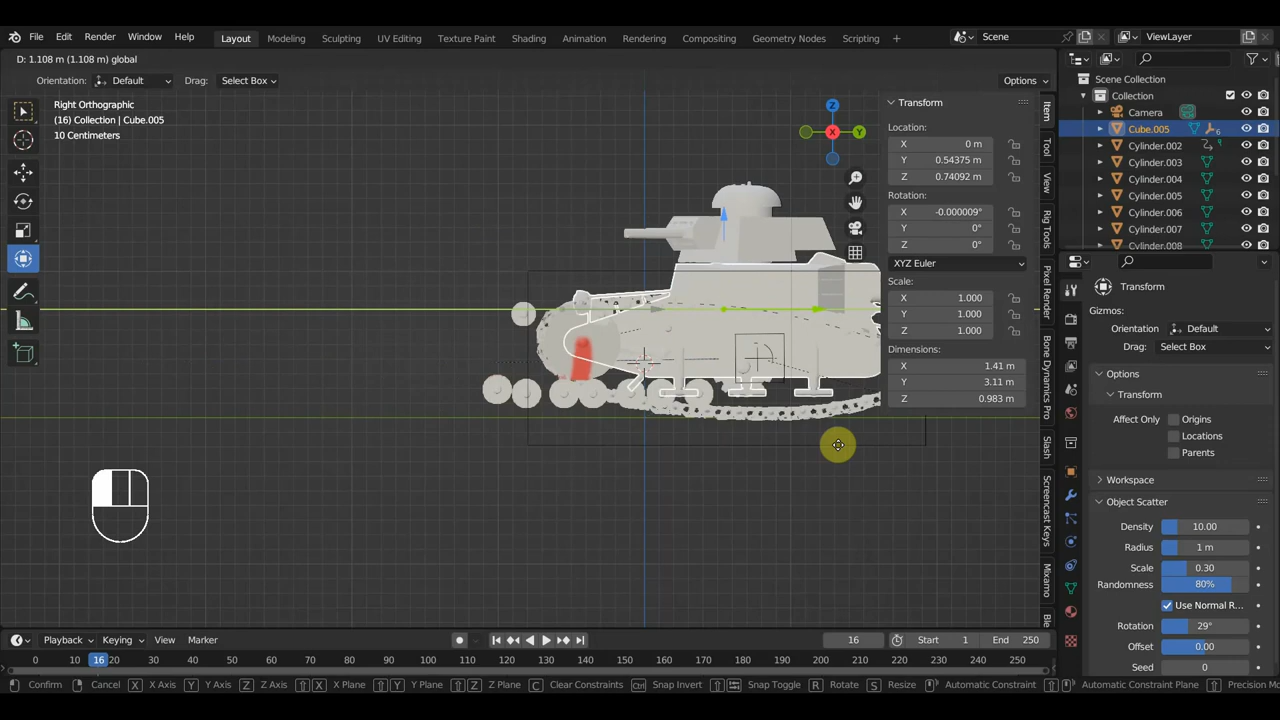 File Edit Render Window Help Layout Modeling Sculpting UV Editing Texture Paint Shading Animation Rendering Compositing Geometry Nodes Scripting + Scene ViewLayer
D: 1.108 m (1.108 m) global
Orientation: Default Drag: Select Box Options
Right Orthographic
(16) Collection | Cube.005
10 Centimeters
Z
Y
X
Transform
Location:
X 0 m
Y 0.54375 m
Z 0.74092 m
Rotation:
X -0.000009°
Y 0°
Z 0°
XYZ Euler
Scale:
X 1.000
Y 1.000
Z 1.000
Dimensions:
X 1.41 m
Y 3.11 m
Z 0.983 m
Item
Tool
View
Rig Tools
Pixel Render
Bone Dynamics Pro
Slash
Screencast Keys
Mixamo
Ble
Scene Collection
Collection
Camera
Cube.005
6
Cylinder.002
Cylinder.003
Cylinder.004
Cylinder.005
Cylinder.006
Cylinder.007
Cylinder.008
Transform
Orientation Default
Drag: Select Box
Options
Transform
Affect Only Origins
Locations
Parents
Workspace
Object Scatter
Density 10.00
Radius 1 m
Scale 0.30
Randomness 80%
Use Normal R...
Rotation 29°
Offset 0.00
Seed 0
Playback Keying View Marker 16 Start 1 End 250
0 10 16 20 30 40 50 60 70 80 90 100 110 120 130 140 150 160 170 180 190 200 210 220 230 240 250
Confirm Cancel X X Axis Y Y Axis Z Z Axis X X Plane Y Y Plane Z Z Plane C Clear Constraints Ctrl Snap Invert Snap Toggle R Rotate S Resize Automatic Constraint Automatic Constraint Plane Precision Mod